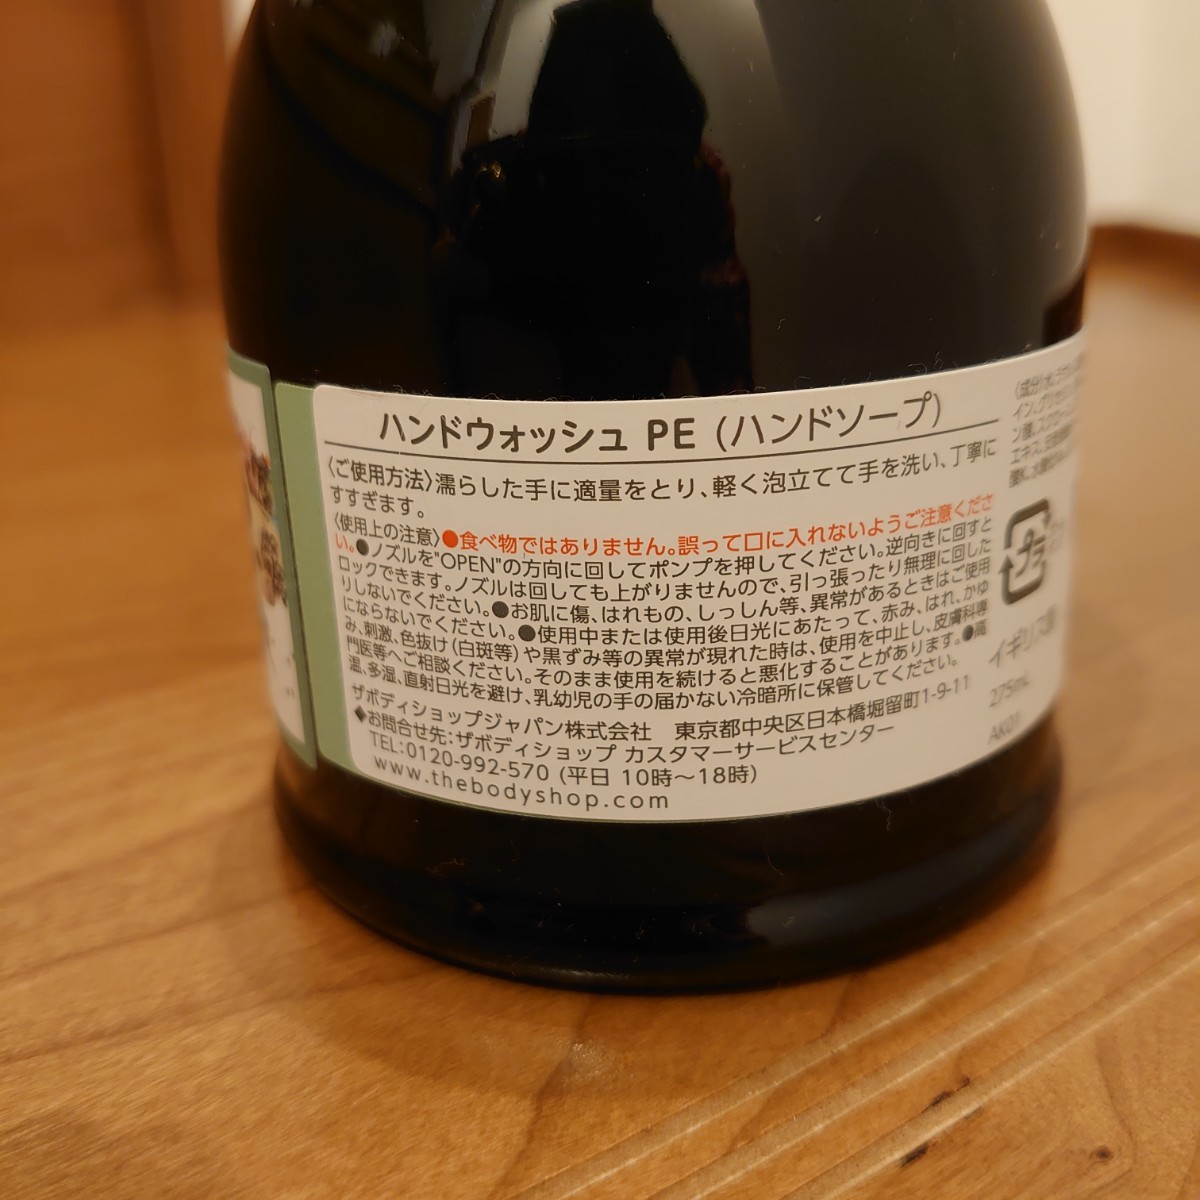 ハンドウォッシュ PE (ハンドソープ)
〈ご使用方法〉濡らした手に適量をとり、軽く泡立てて手を洗い、丁寧に
すすぎます。
〈使用上の注意〉●食べ物ではありません。誤って口に入れないようご注意くださ
い。●ノズルを"OPEN"の方向に回してポンプを押してください。逆向きに回すと
ロックできます。ノズルは回しても上がりませんので、引っ張ったり無理に回した
りしないでください。●お肌に傷、はれもの、しっしん等、異常があるときはご使用
にならないでください。●使用中または使用後日光にあたって、赤み、はれ、かゆ
み、刺激、色抜け(白斑等)や黒ずみ等の異常が現れた時は、使用を中止し、皮膚科専
門医等へご相談ください。そのまま使用を続けると悪化することがあります。●高
温、多湿、直射日光を避け、乳幼児の手の届かない冷暗所に保管してください。
ザボディショップジャパン株式会社 東京都中央区日本橋堀留町1-9-11
◆お問合せ先:ザボディショップ カスタマーサービスセンター
TEL:0120-992-570 (平日 10時～18時)
www.thebodyshop.com
〈成分〉水、ラウ
イン、グリセリ
エキス、
プ
イギリス製
275mL
AK01